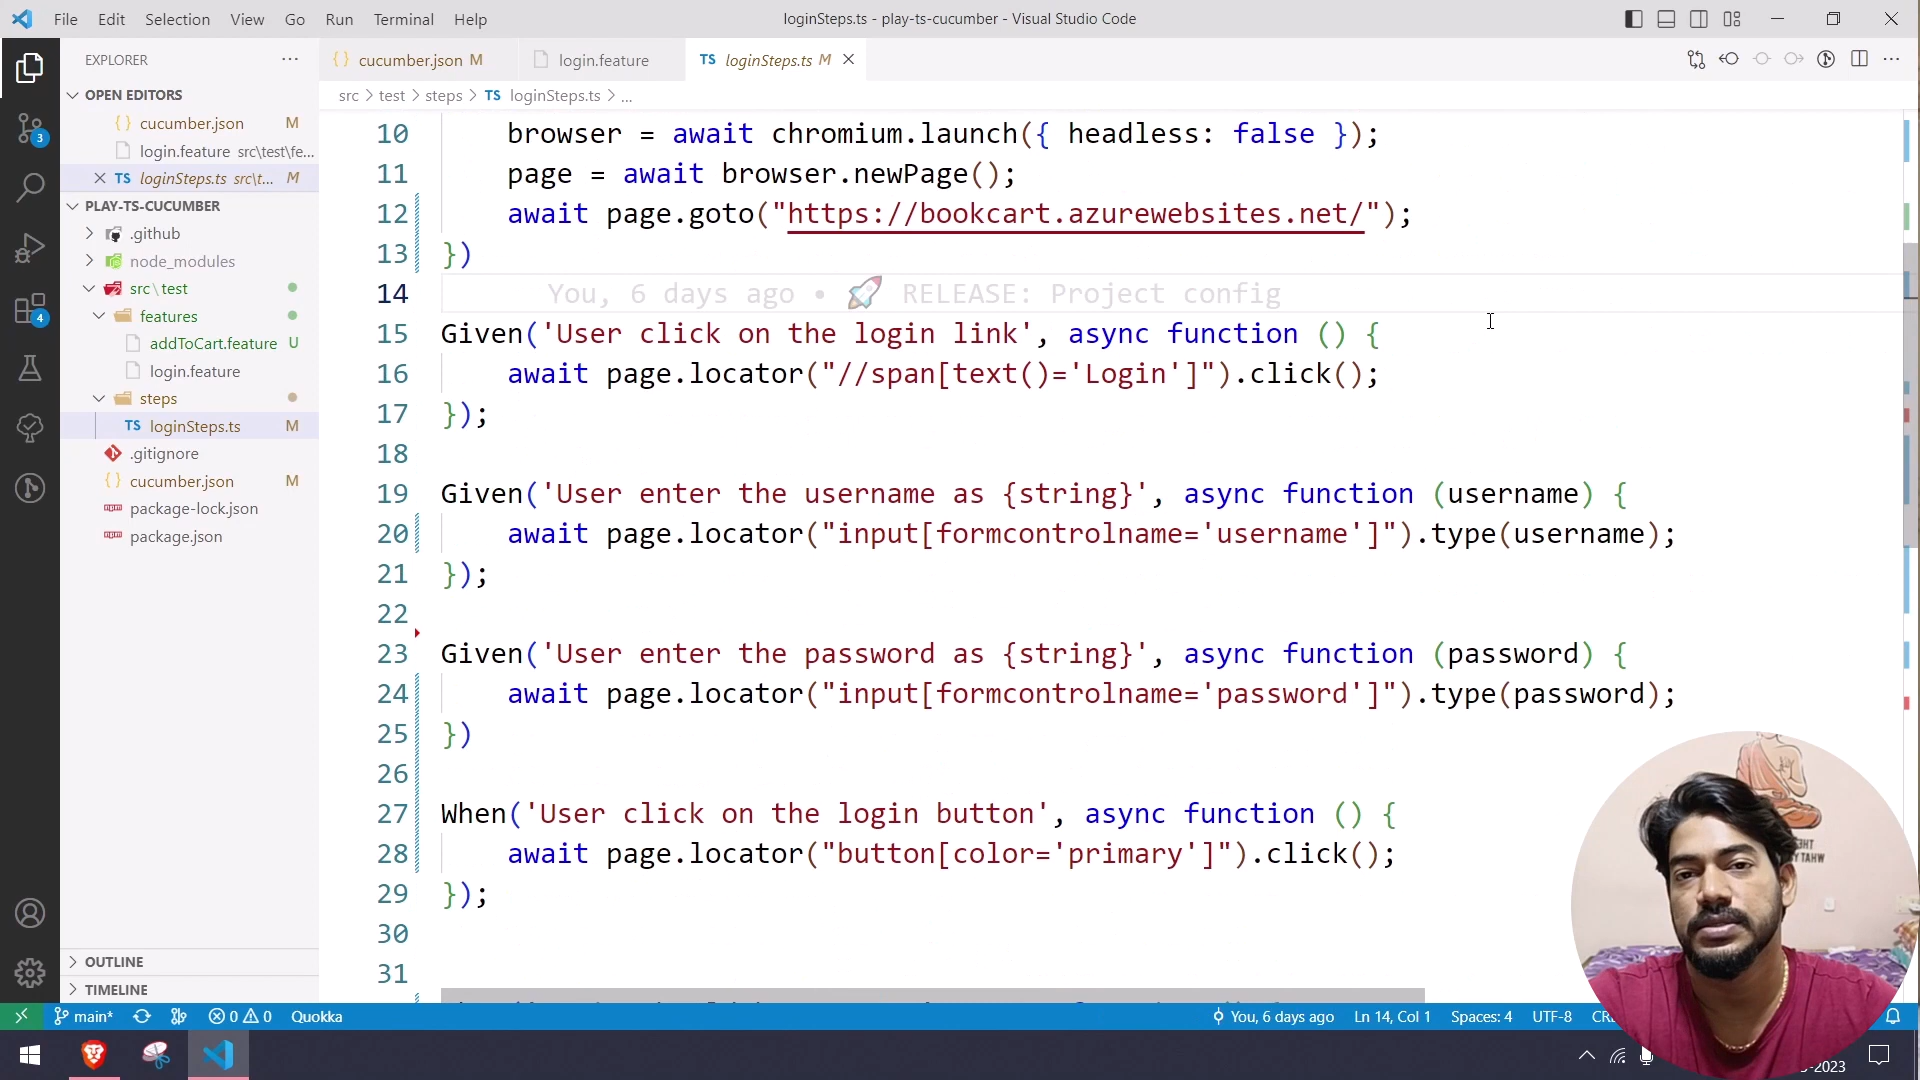 File Edit Selection View Go Run Terminal Help
loginSteps.ts - play-ts-cucumber - Visual Studio Code
EXPLORER
OPEN EDITORS
cucumber.json M
login.feature src\test\fe...
loginSteps.ts src\t... M
PLAY-TS-CUCUMBER
.github
node_modules
src\test
features
addToCart.feature U
login.feature
steps
TS loginSteps.ts M
.gitignore
cucumber.json M
package-lock.json
package.json
OUTLINE
TIMELINE
3
4
cucumber.json M
login.feature
TS loginSteps.ts M
src > test > steps > TS loginSteps.ts > ...
10 browser = await chromium.launch({ headless: false });
11 page = await browser.newPage();
12 await page.goto("https://bookcart.azurewebsites.net/");
13 })
14 You, 6 days ago • 🚀 RELEASE: Project config
15 Given('User click on the login link', async function () {
16 await page.locator("//span[text()='Login']").click();
17 });
18
19 Given('User enter the username as {string}', async function (username) {
20 await page.locator("input[formcontrolname='username']").type(username);
21 });
22
23 Given('User enter the password as {string}', async function (password) {
24 await page.locator("input[formcontrolname='password']").type(password);
25 })
26
27 When('User click on the login button', async function () {
28 await page.locator("button[color='primary']").click();
29 });
30
31
main* 0 0 Quokka
You, 6 days ago Ln 14, Col 1 Spaces: 4 UTF-8
-2023